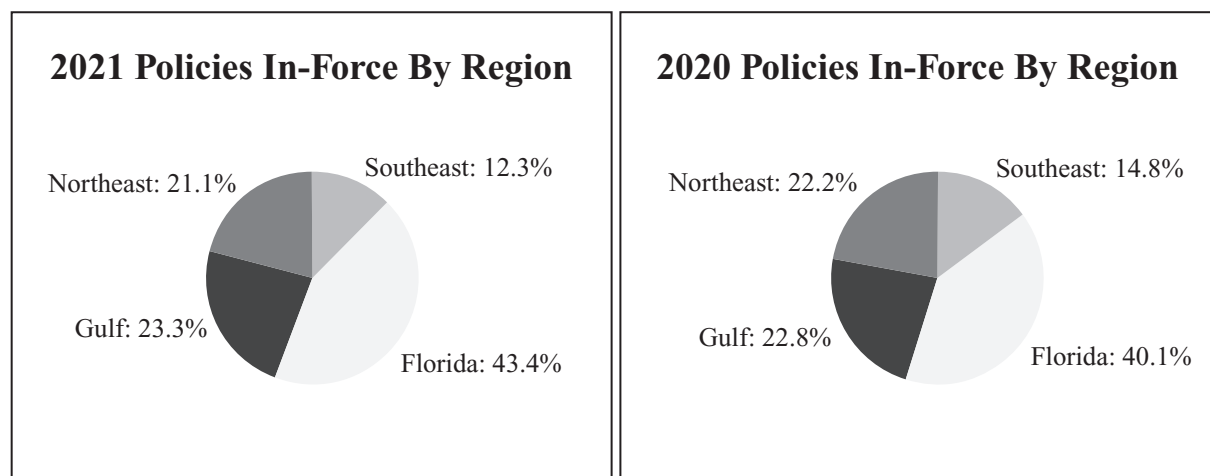 2021 Policies In-Force By Region
Southeast: 12.3%
Northeast: 21.1%
Gulf: 23.3%
Florida: 43.4%
2020 Policies In-Force By Region
Southeast: 14.8%
Northeast: 22.2%
Gulf: 22.8%
Florida: 40.1%